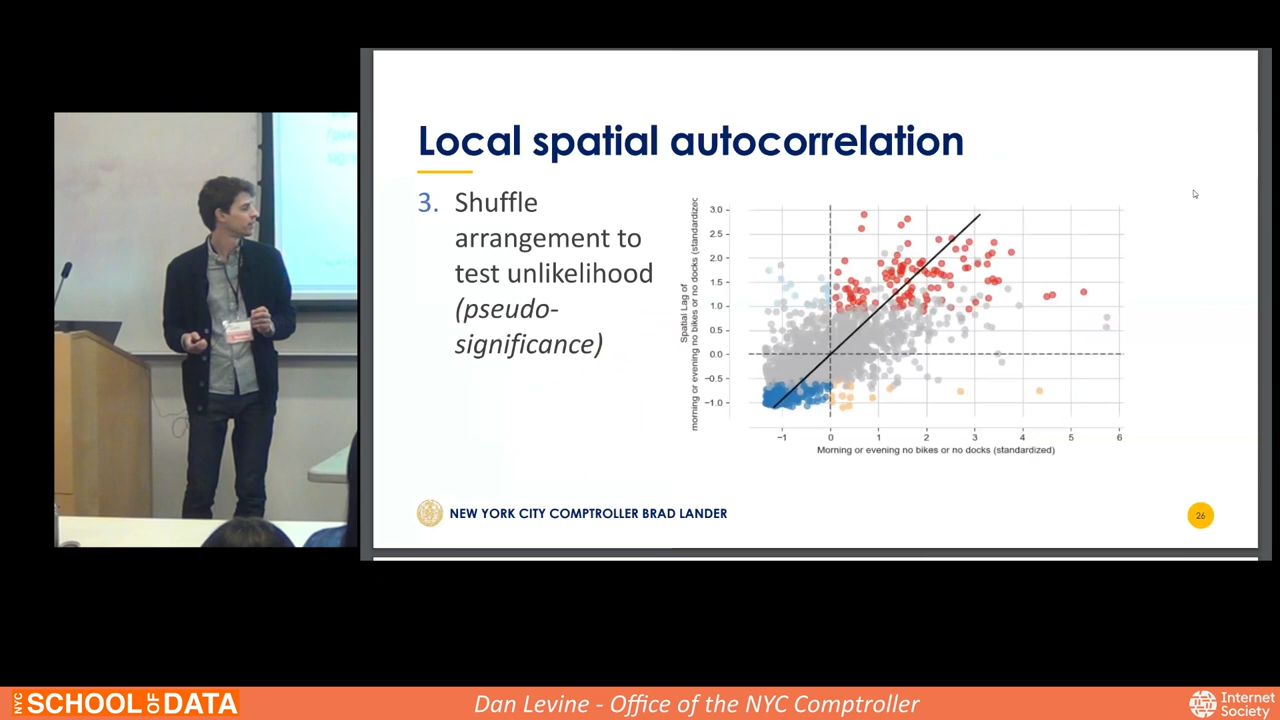 Local spatial autocorrelation
3. Shuffle
arrangement to
test unlikelihood
(pseudo-
significance)
Spatial Lag of
morning or evening no bikes or no docks (standardized
3.0
2.5
2.0
1.5
1.0
0.5
0.0
−0.5
−1.0
−1 0 1 2 3 4 5 6
Morning or evening no bikes or no docks (standardized)
NEW YORK CITY COMPTROLLER BRAD LANDER
26
NYC SCHOOL OF DATA
Dan Levine - Office of the NYC Comptroller
Internet
Society